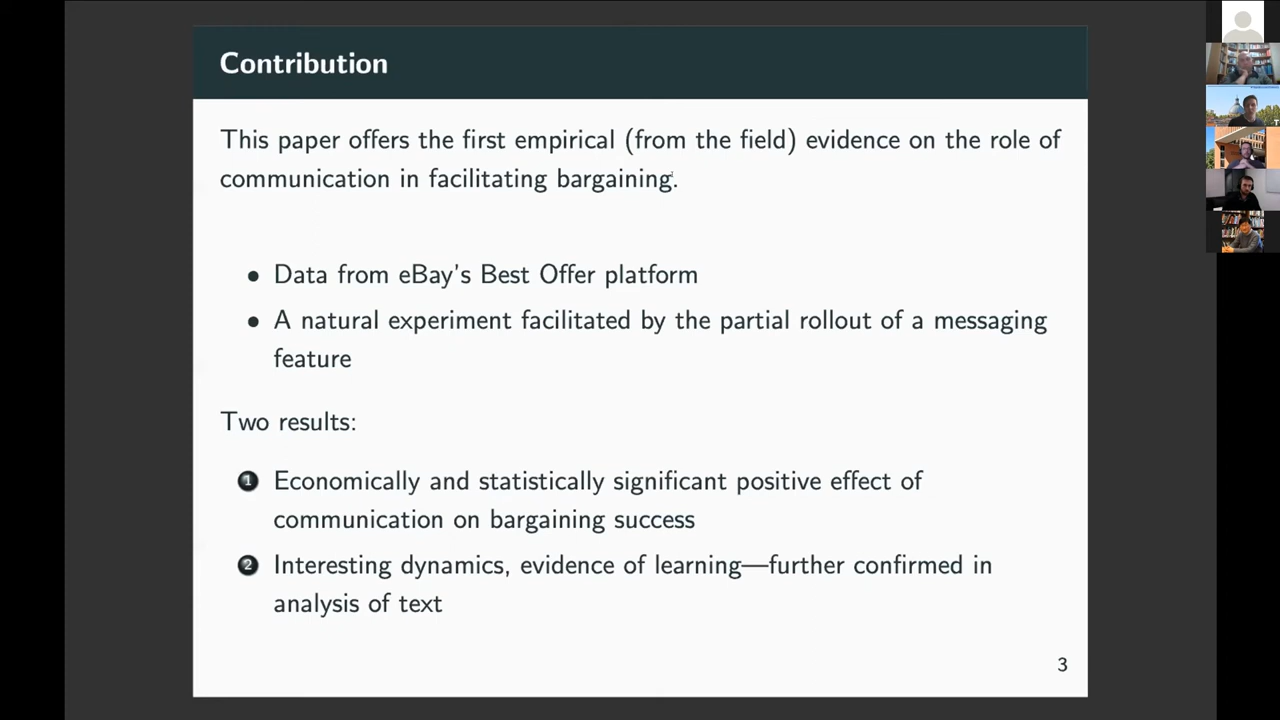 Contribution
This paper offers the first empirical (from the field) evidence on the role of
communication in facilitating bargaining.
• Data from eBay's Best Offer platform
• A natural experiment facilitated by the partial rollout of a messaging
feature
Two results:
1 Economically and statistically significant positive effect of
communication on bargaining success
2 Interesting dynamics, evidence of learning—further confirmed in
analysis of text
3